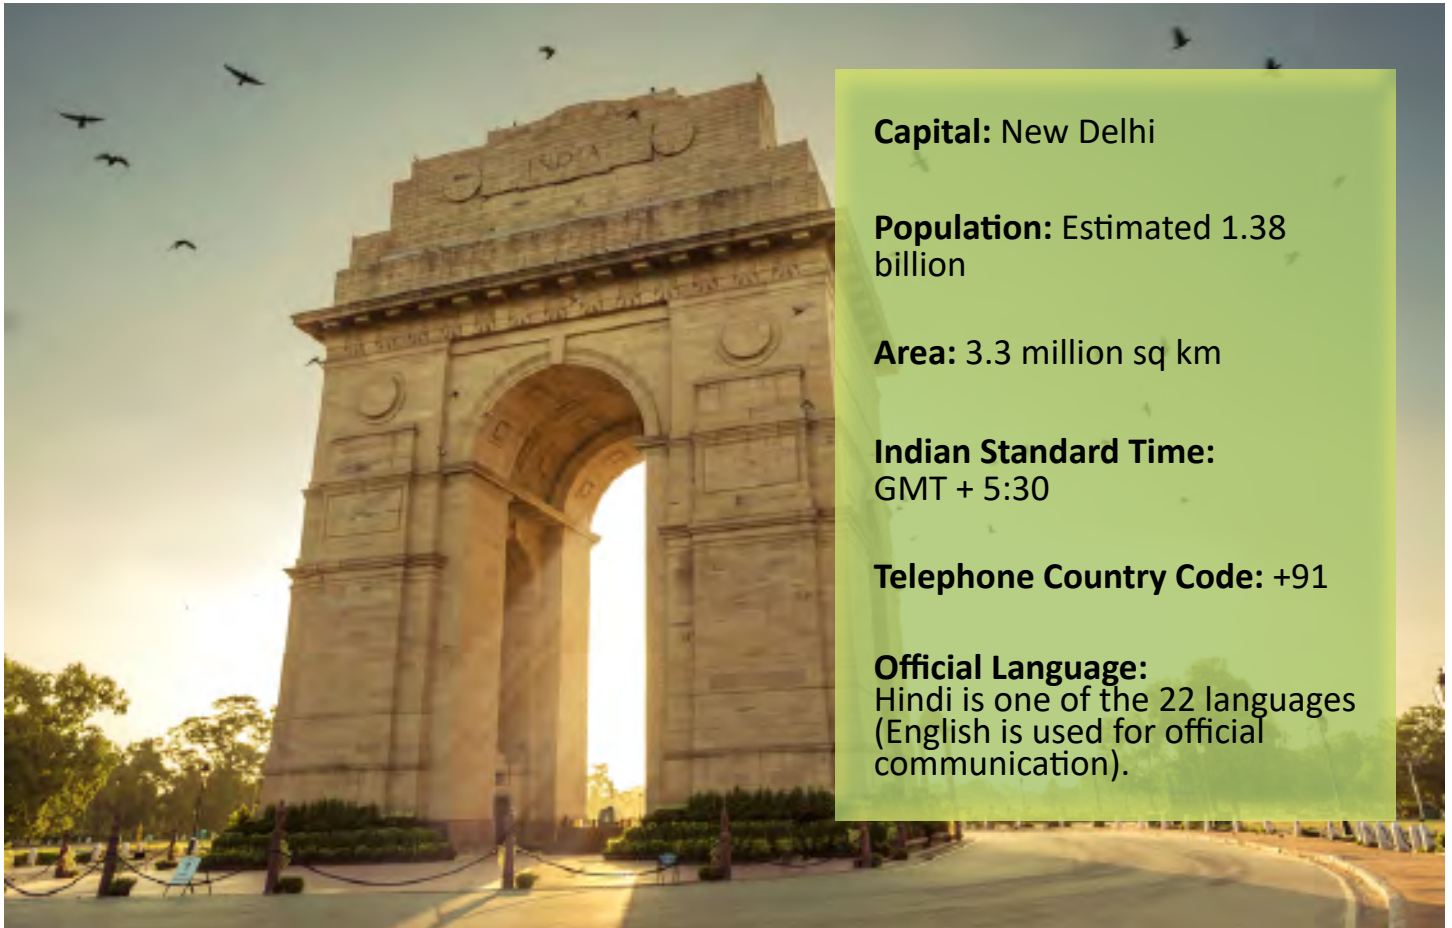 INDIA
Capital: New Delhi
Population: Estimated 1.38
billion
Area: 3.3 million sq km
Indian Standard Time:
GMT + 5:30
Telephone Country Code: +91
Official Language:
Hindi is one of the 22 languages
(English is used for official
communication).